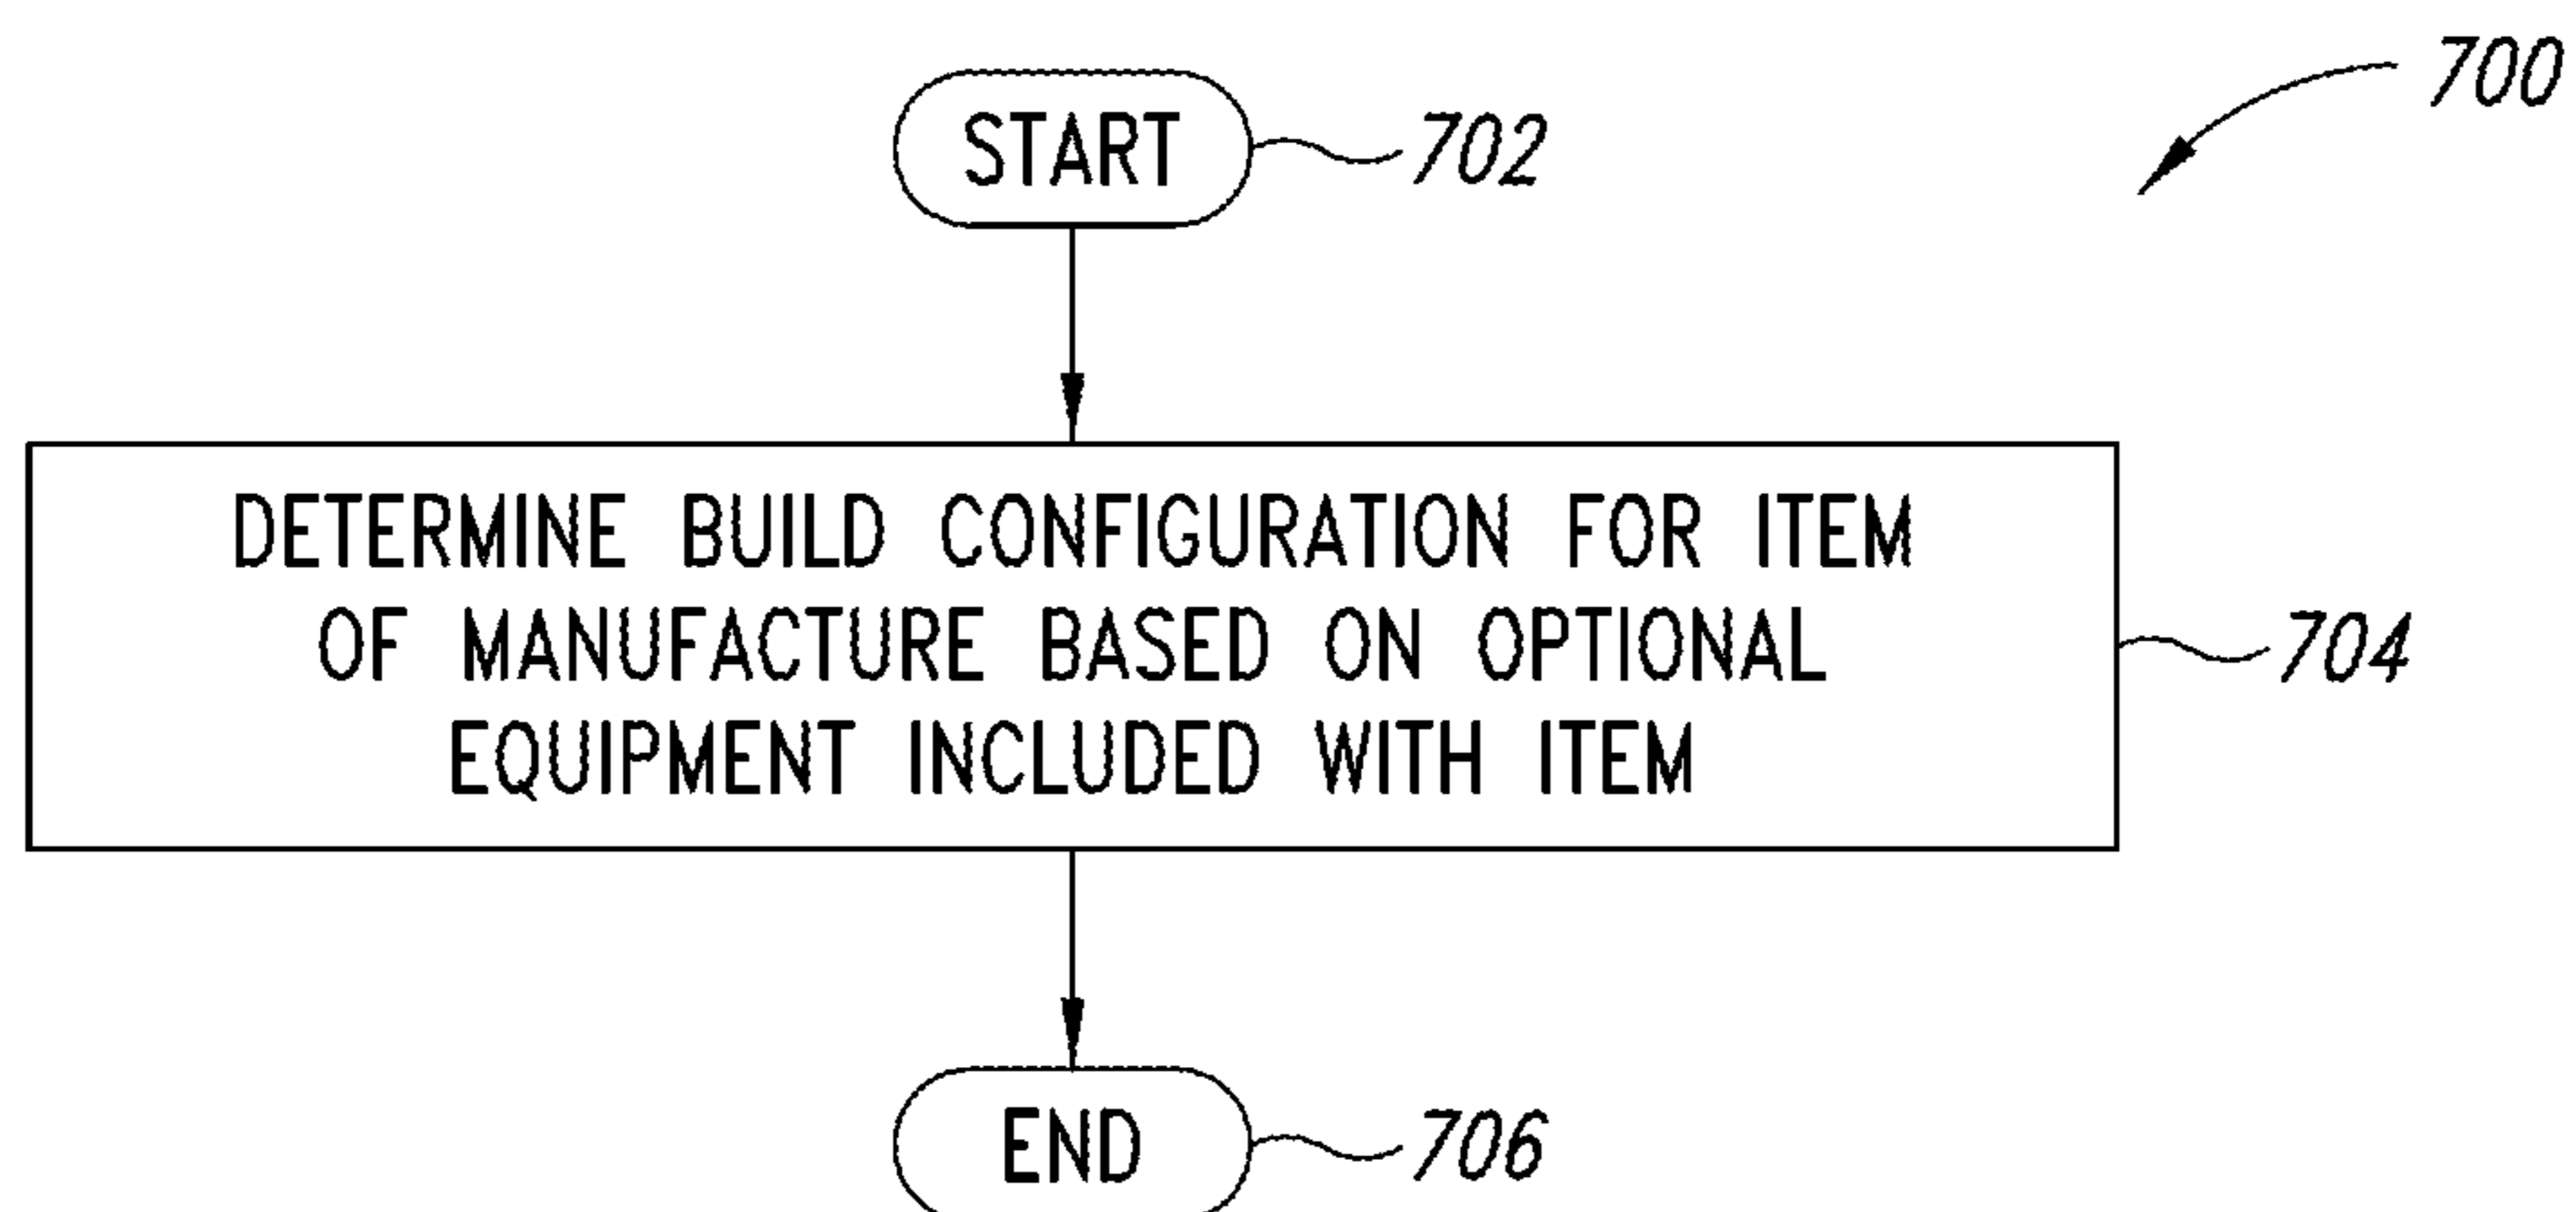 700
START
702
DETERMINE BUILD CONFIGURATION FOR ITEM
OF MANUFACTURE BASED ON OPTIONAL
EQUIPMENT INCLUDED WITH ITEM
704
END
706